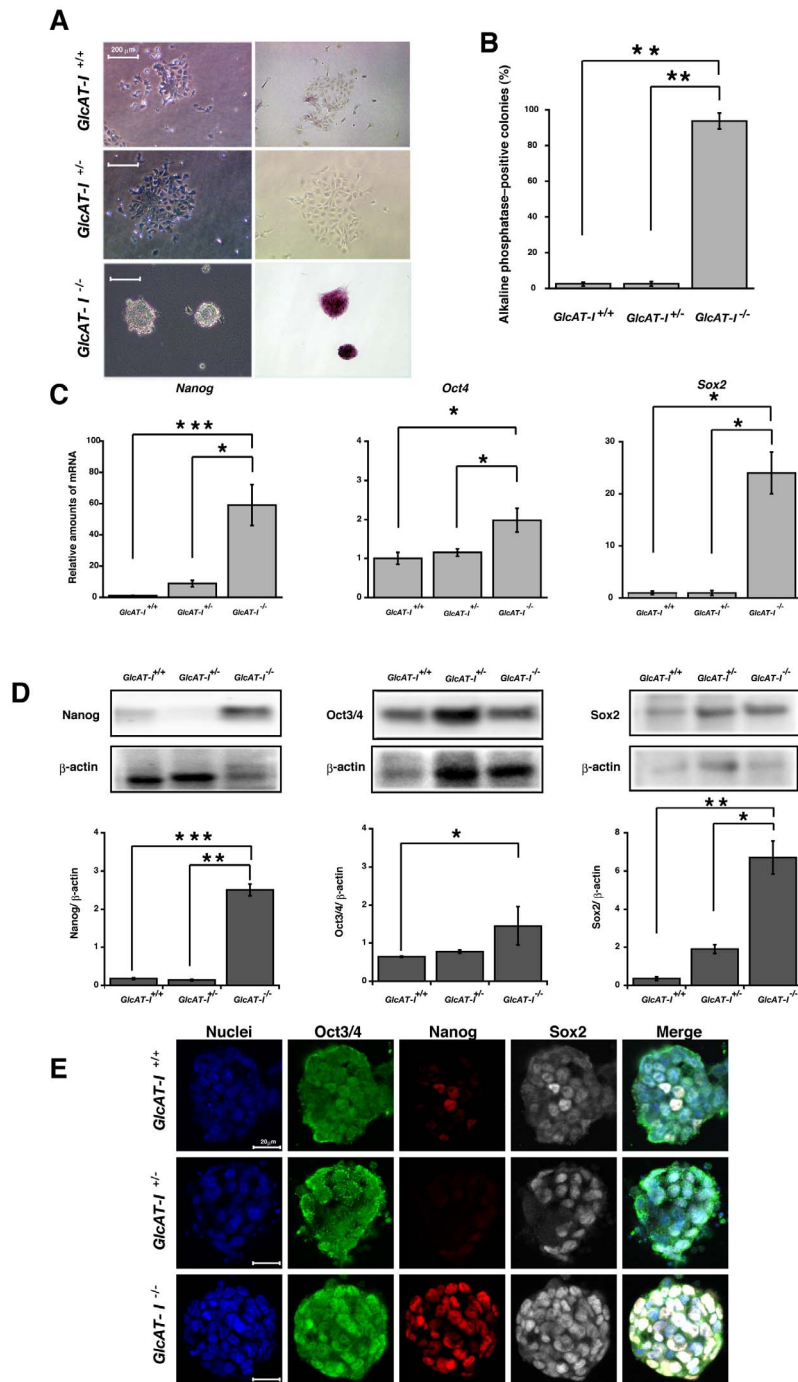 A
200 μm
GlcAT-I +/+
GlcAT-I +/-
GlcAT- I -/-
B
Alkaline phosphatase–positive colonies (%)
100
80
60
40
20
0
** 
**
GlcAT-I+/+ GlcAT-I+/- GlcAT-I-/-
C
Nanog
Relative amounts of mRNA
100
80
60
40
20
0
***
*
GlcAT-I+/+ GlcAT-I+/- GlcAT-I-/-
Oct4
4
3
2
1
0
*
*
GlcAT-I+/+ GlcAT-I+/- GlcAT-I-/-
Sox2
30
20
10
0
*
*
GlcAT-I+/+ GlcAT-I+/- GlcAT-I-/-
D
GlcAT-I+/+ GlcAT-I+/- GlcAT-I-/-
Nanog
β-actin
Nanog/ β-actin
4
3
2
1
0
***
**
GlcAT-I+/+ GlcAT-I+/- GlcAT-I-/-
GlcAT-I+/+ GlcAT-I+/- GlcAT-I-/-
Oct3/4
β-actin
Oct3/4/ β-actin
4
3
2
1
0
*
GlcAT-I+/+ GlcAT-I+/- GlcAT-I-/-
GlcAT-I+/+ GlcAT-I+/- GlcAT-I-/-
Sox2
β-actin
Sox2/ β-actin
8
6
4
2
0
**
*
GlcAT-I+/+ GlcAT-I+/- GlcAT-I-/-
E
Nuclei Oct3/4 Nanog Sox2 Merge
GlcAT-I +/+
20μm
GlcAT-I +/-
GlcAT- I -/-